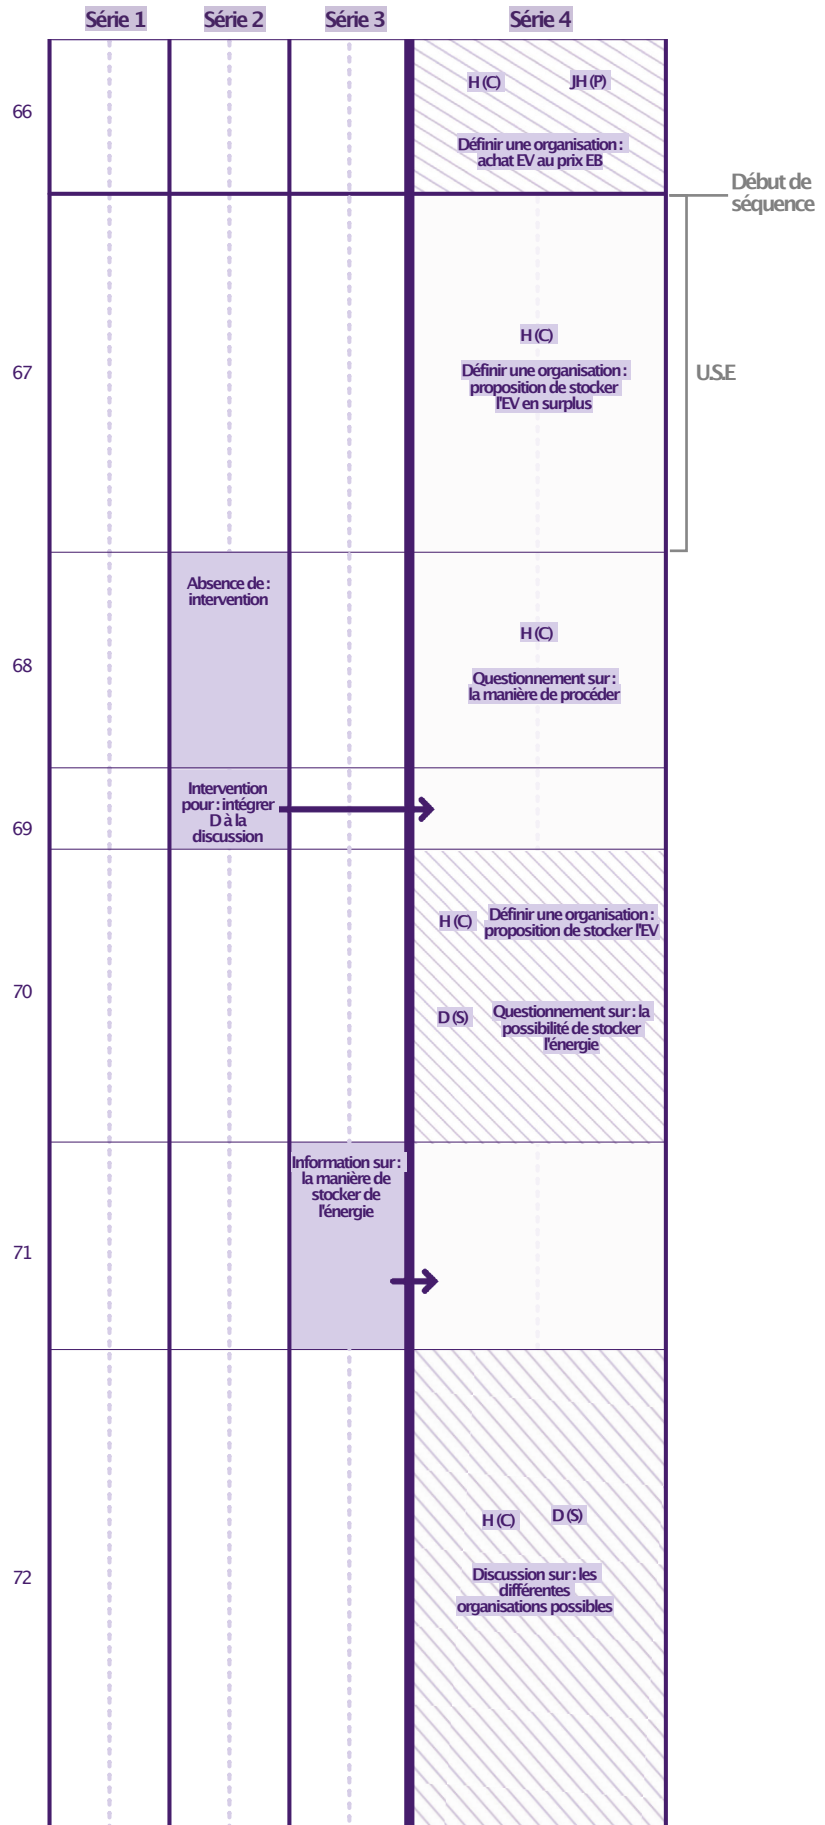 Série 1
Série 2
Série 3
Série 4
66
H (C)
JH (P)
Définir une organisation :
achat EV au prix EB
Début de
séquence
67
H (C)
Définir une organisation :
proposition de stocker
l'EV en surplus
U.S.E
68
Absence de :
intervention
H (C)
Questionnement sur :
la manière de procéder
69
Intervention
pour : intégrer
D à la
discussion
70
H (C)
Définir une organisation :
proposition de stocker l'EV
D (S)
Questionnement sur : la
possibilité de stocker
l'énergie
71
Information sur :
la manière de
stocker de
l'énergie
72
H (C)
D (S)
Discussion sur : les
différentes
organisations possibles